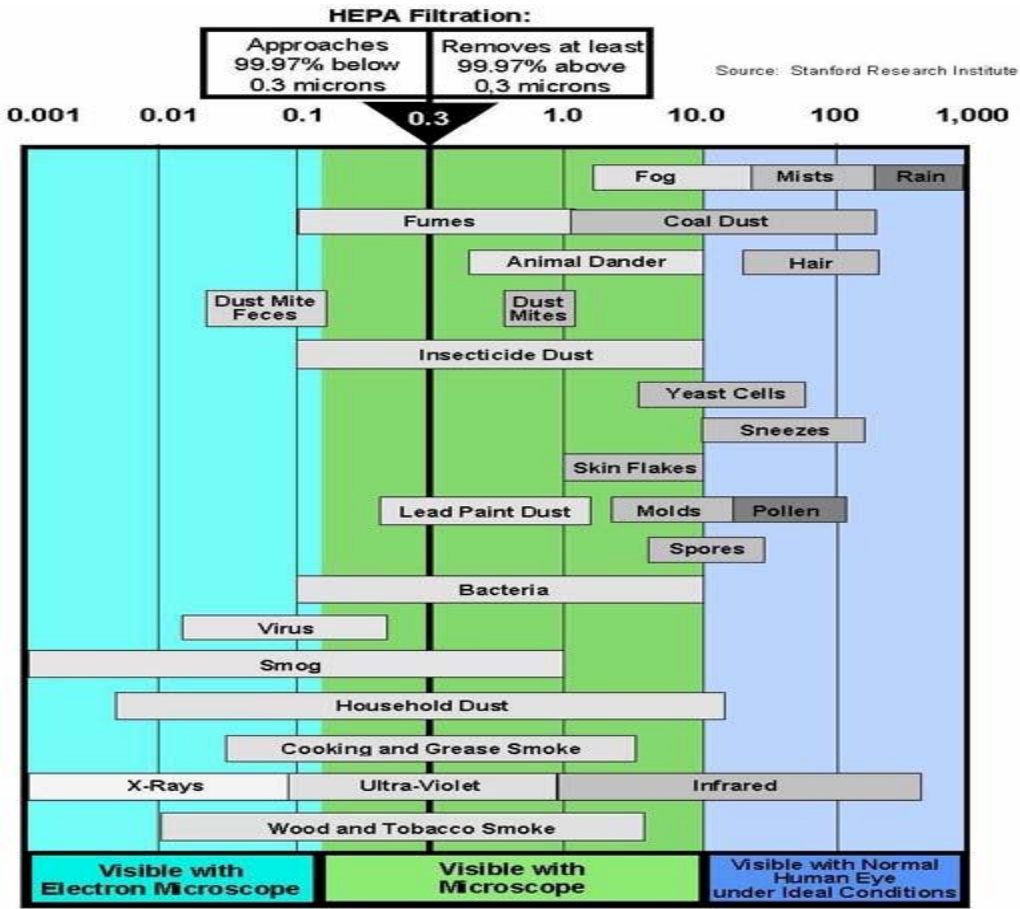 HEPA Filtration:
Approaches
99.97% below
0.3 microns
Removes at least
99.97% above
0,3 microns
Source: Stanford Research Institute
0.001 0.01 0.1 0.3 1.0 10.0 100 1,000
Fog Mists Rain
Fumes Coal Dust
Animal Dander Hair
Dust Mite
Feces
Dust
Mites
Insecticide Dust
Yeast Cells
Sneezes
Skin Flakes
Lead Paint Dust Molds Pollen
Spores
Bacteria
Virus
Smog
Household Dust
Cooking and Grease Smoke
X-Rays Ultra-Violet Infrared
Wood and Tobacco Smoke
Visible with
Electron Microscope
Visible with
Microscope
Visible with Normal
Human Eye
under Ideal Conditions